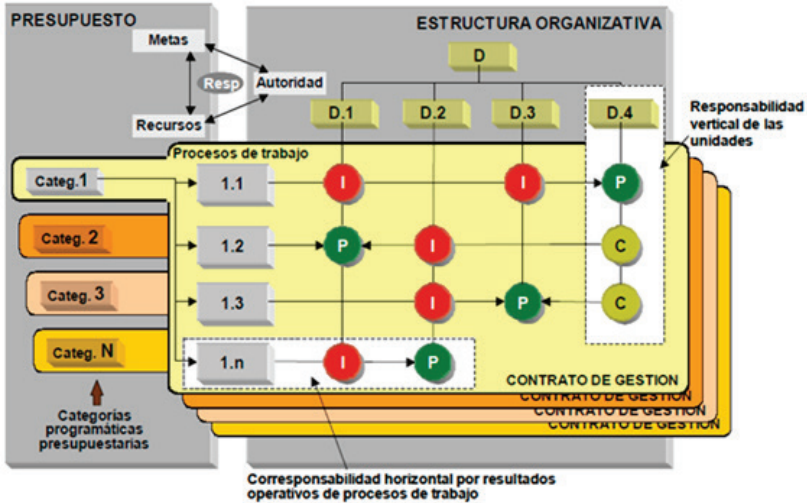 PRESUPUESTO
ESTRUCTURA ORGANIZATIVA
Metas
Resp
Autoridad
Recursos
D
D.1
D.2
D.3
D.4
Responsabilidad
vertical de las
unidades
Procesos de trabajo
Categ.1
1.1
I
I
P
Categ. 2
1.2
P
I
C
Categ. 3
1.3
I
P
C
Categ. N
1.n
I
P
CONTRATO DE GESTION
CONTRATO DE GESTION
CONTRATO DE GESTION
CONTRATO DE GESTION
Categorías
programáticas
presupuestarias
Corresponsabilidad horizontal por resultados
operativos de procesos de trabajo